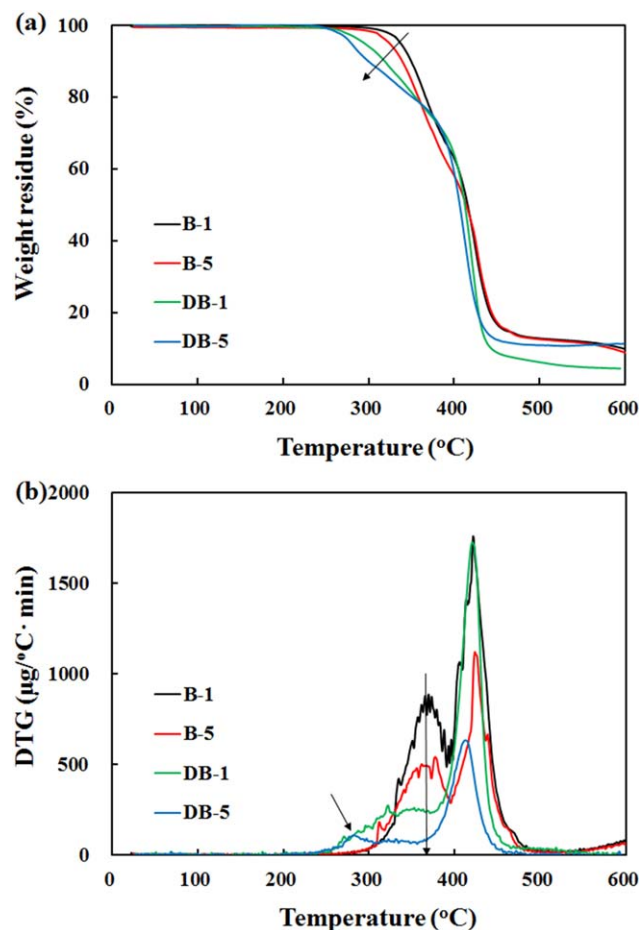 (a)
100
80
60
40
20
0
Weight residue (%)
B-1
B-5
DB-1
DB-5
0 100 200 300 400 500 600
Temperature (°C)
(b)
2000
1500
1000
500
0
DTG (μg/°C· min)
B-1
B-5
DB-1
DB-5
0 100 200 300 400 500 600
Temperature (°C)